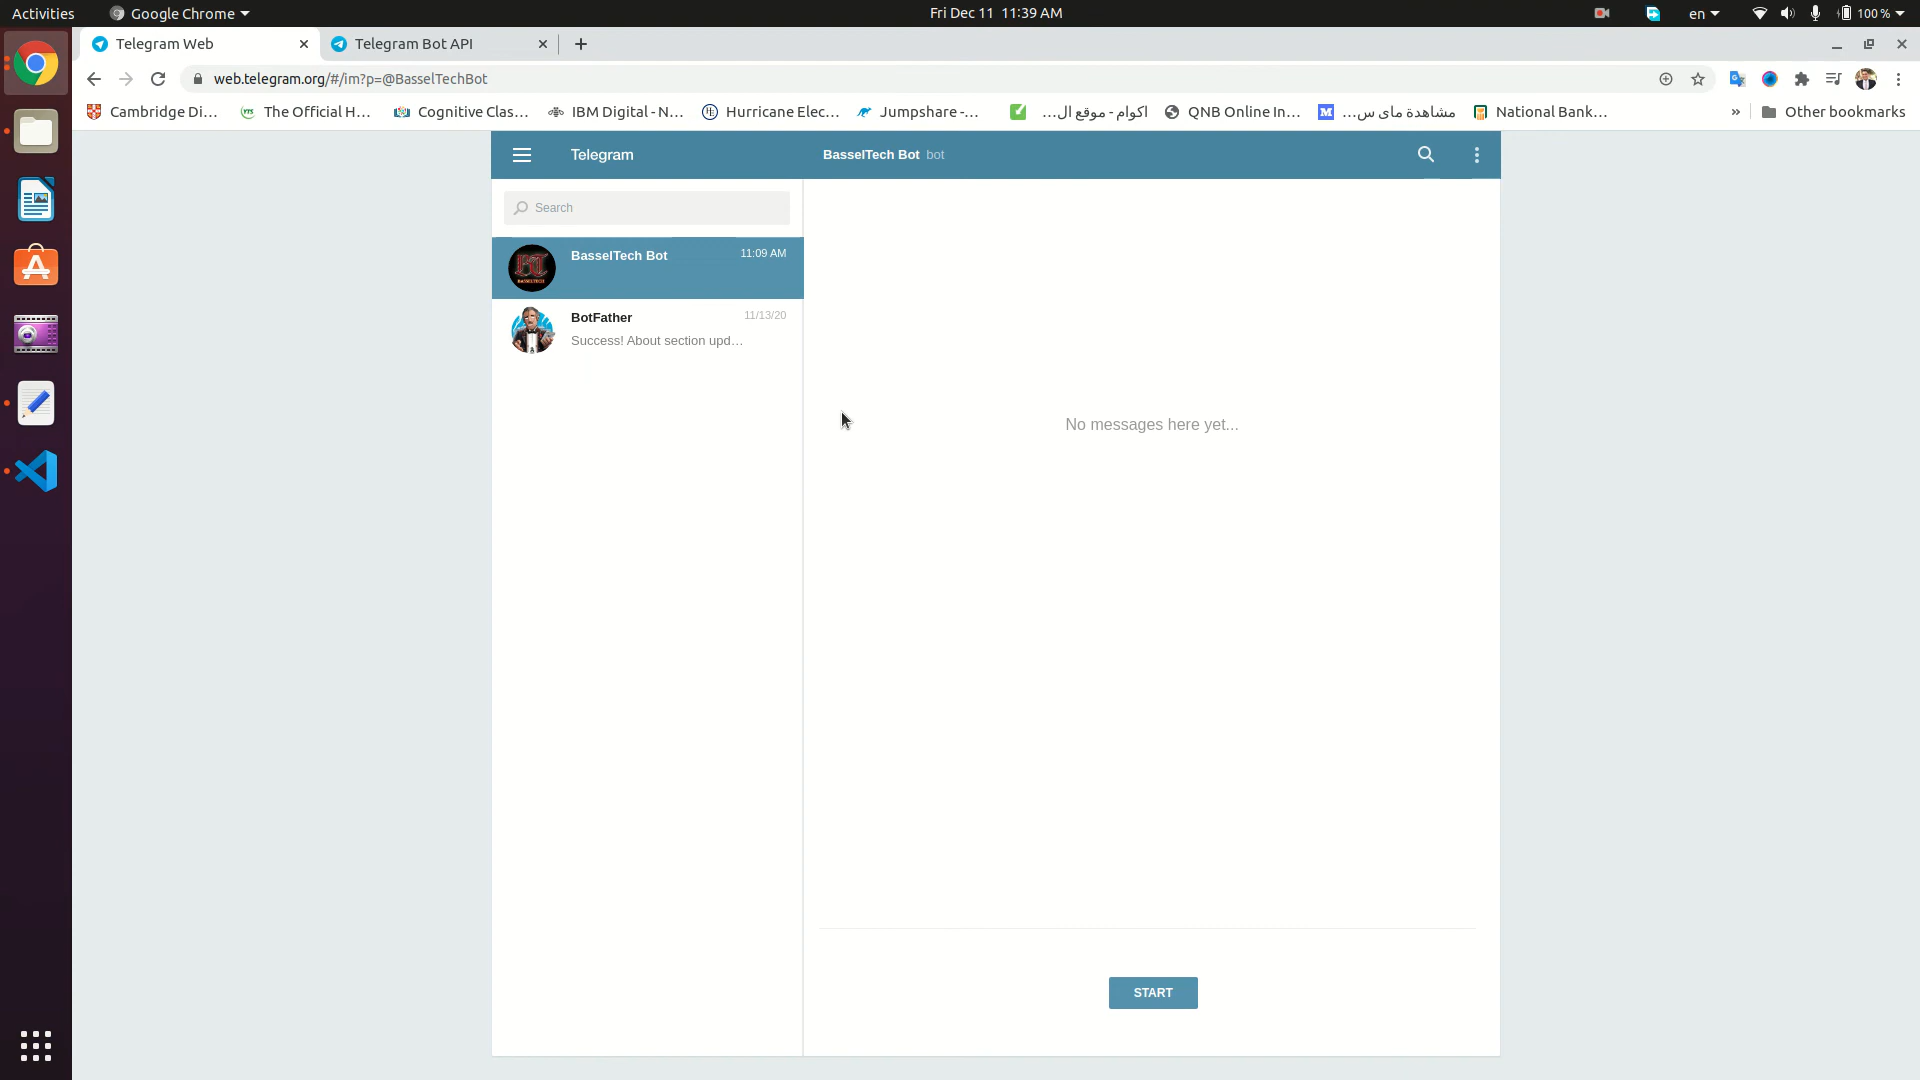 Activities Google Chrome Fri Dec 11 11:39 AM en 100 %
Telegram Web Telegram Bot API
web.telegram.org/#/im?p=@BasselTechBot
Cambridge Di... The Official H... Cognitive Clas... IBM Digital - N... Hurricane Elec... Jumpshare -... اكوام - موقع ال... QNB Online In... مشاهدة ماى س... National Bank... » Other bookmarks
Telegram BasselTech Bot bot
Search
BasselTech Bot 11:09 AM
BT
BASSELTECH
BotFather 11/13/20
Success! About section upd...
No messages here yet...
START